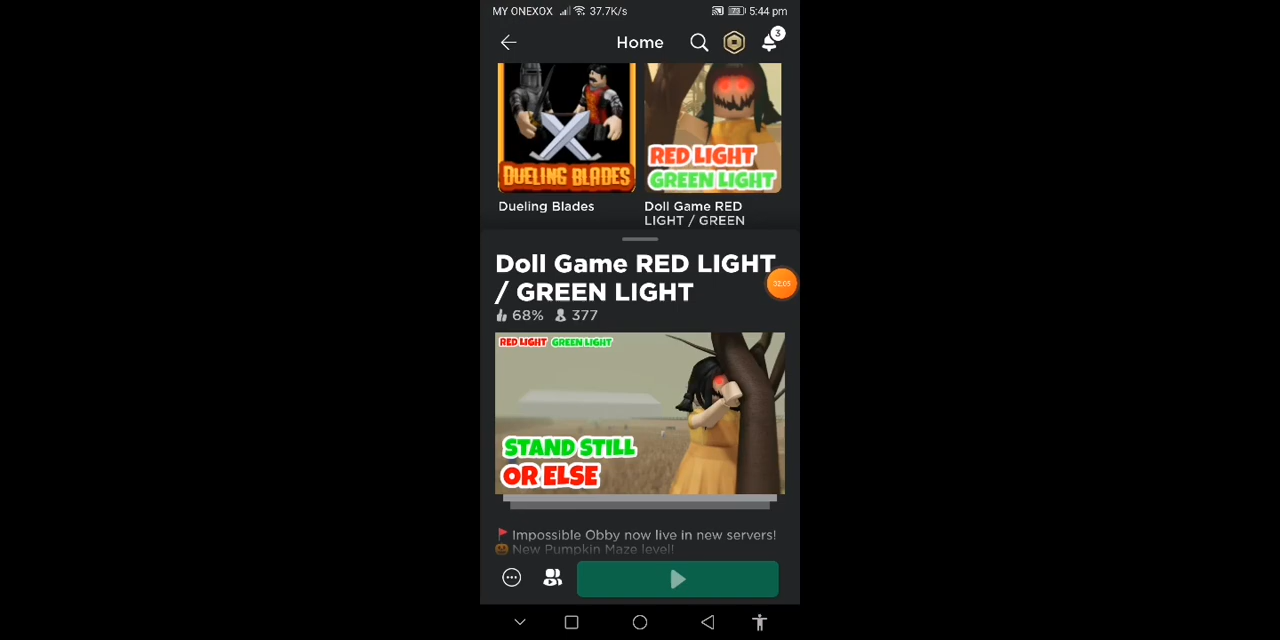 MY ONEXOX 37.7K/s 5:44 pm
Home
3
DUELING BLADES
RED LIGHT
GREEN LIGHT
Dueling Blades
Doll Game RED
LIGHT / GREEN
Doll Game RED LIGHT
/ GREEN LIGHT
68% 377
RED LIGHT GREEN LIGHT
STAND STILL
OR ELSE
Impossible Obby now live in new servers!
New Pumpkin Maze level!